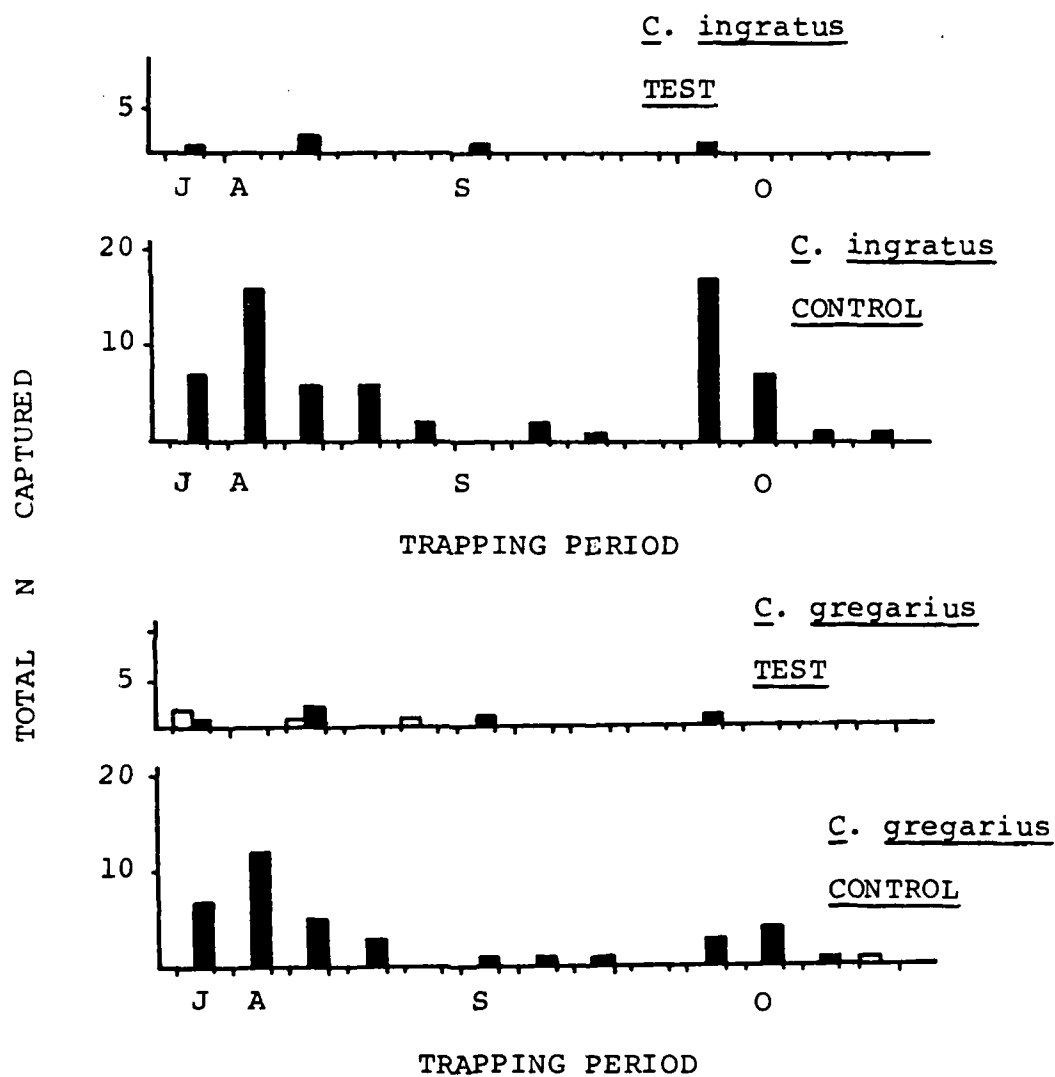 C. ingratus
TEST
5
J A S O
20
C. ingratus
CONTROL
10
J A S O
TRAPPING PERIOD
TOTAL N CAPTURED
C. gregarius
TEST
5
20
C. gregarius
CONTROL
10
J A S O
TRAPPING PERIOD